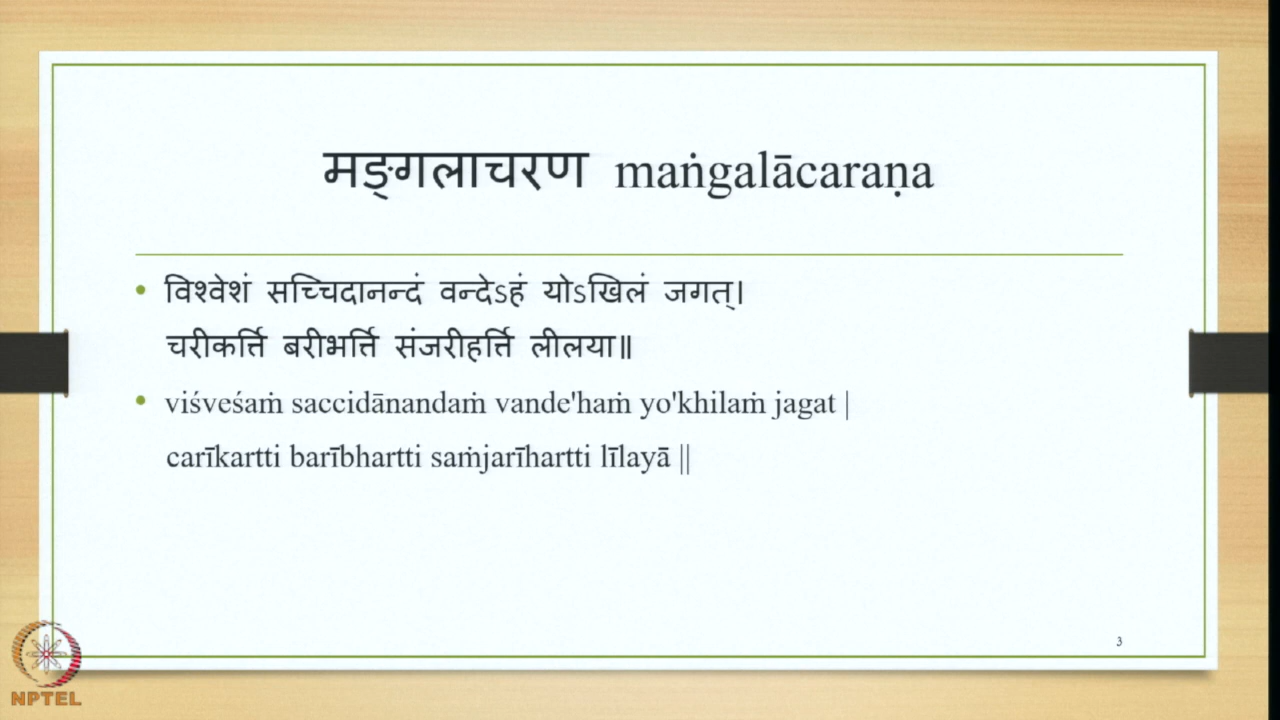 मङ्गलाचरण maṅgalācaraṇa
• विश्वेशं सच्चिदानन्दं वन्देऽहं योऽखिलं जगत्।
चरीकर्त्ति बरीभर्त्ति संजरीहर्त्ति लीलया॥
• viśveśaṁ saccidānandaṁ vande'haṁ yo'khilaṁ jagat |
carīkartti barībhartti saṁjarīhartti līlayā ||
3
NPTEL